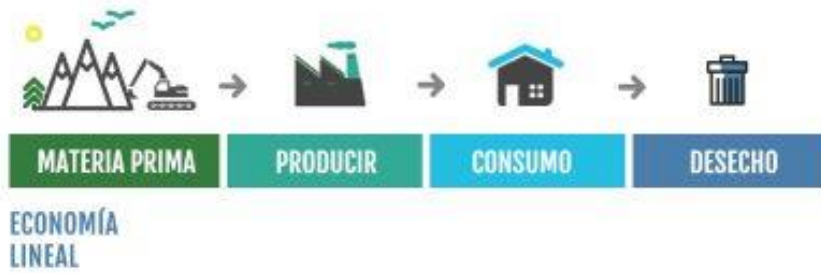 MATERIA PRIMA
PRODUCIR
CONSUMO
DESECHO
ECONOMÍA
LINEAL